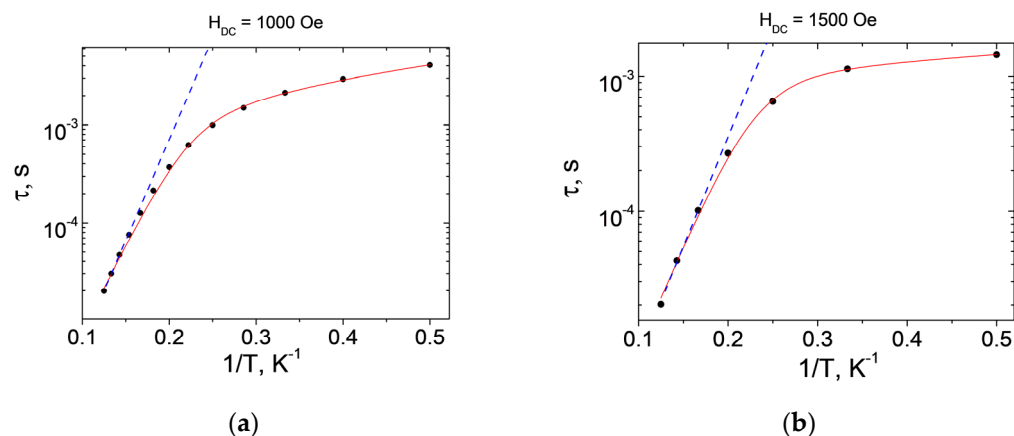 H_DC = 1000 Oe
τ, s
10⁻³
10⁻⁴
0.1 0.2 0.3 0.4 0.5
1/T, K⁻¹
(a)
H_DC = 1500 Oe
τ, s
10⁻³
10⁻⁴
0.1 0.2 0.3 0.4 0.5
1/T, K⁻¹
(b)